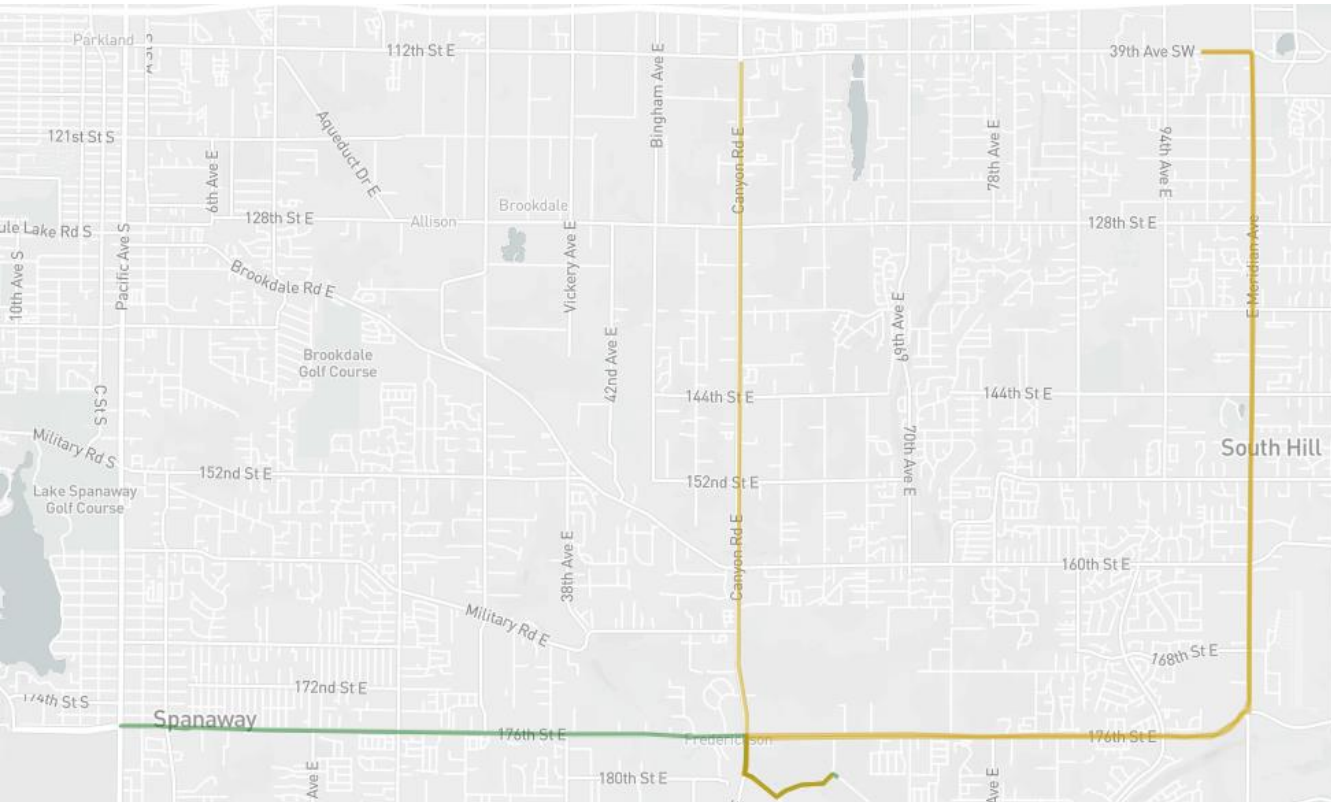 Parkland
A St S
112th St E
Bingham Ave E
39th Ave SW
121st St S
Aqueduct Dr E
Canyon Rd E
78th Ave E
94th Ave E
6th Ave E
ule Lake Rd S
128th St E
Allison
Brookdale
128th St E
10th Ave S
Pacific Ave S
Brookdale Rd E
Vickery Ave E
E Meridian Ave
42nd Ave E
69th Ave E
Brookdale
Golf Course
C St S
144th St E
144th St E
Military Rd S
70th Ave E
South Hill
152nd St E
152nd St E
Lake Spanaway
Golf Course
38th Ave E
Canyon Rd E
160th St E
Military Rd E
168th St E
174th St S
172nd St E
Spanaway
176th St E
Frederickson
176th St E
Ave E
180th St E
Ave E